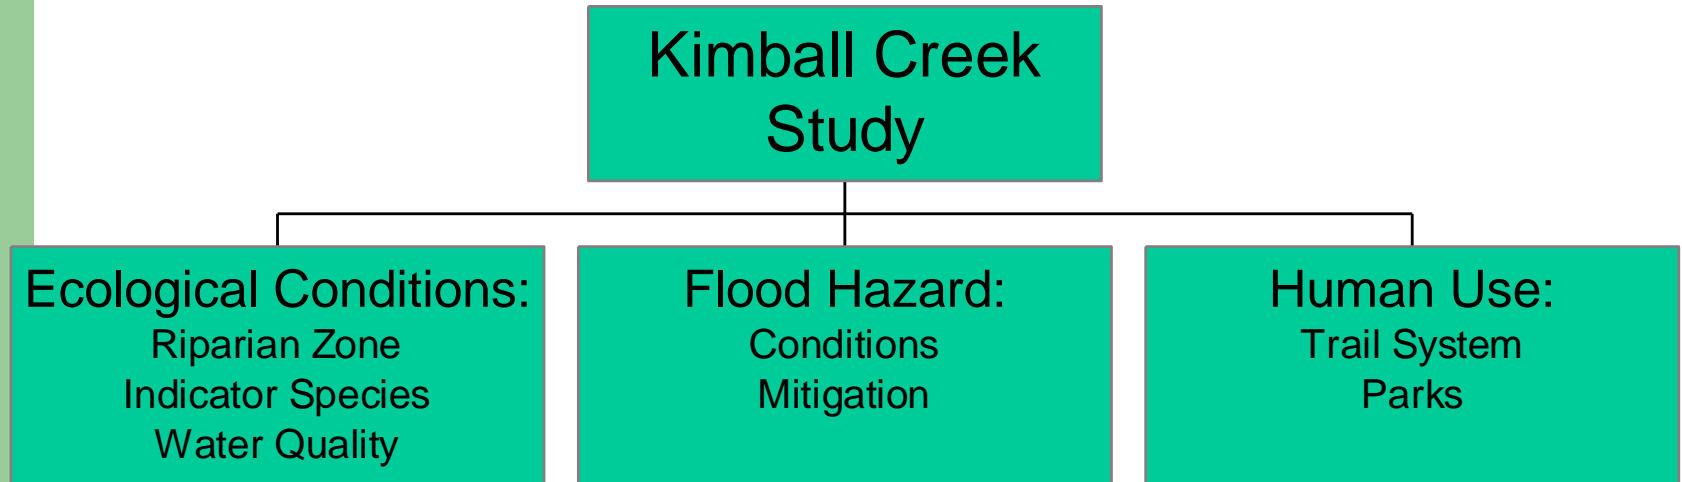 Kimball Creek
Study
Ecological Conditions:
Riparian Zone
Indicator Species
Water Quality
Flood Hazard:
Conditions
Mitigation
Human Use:
Trail System
Parks